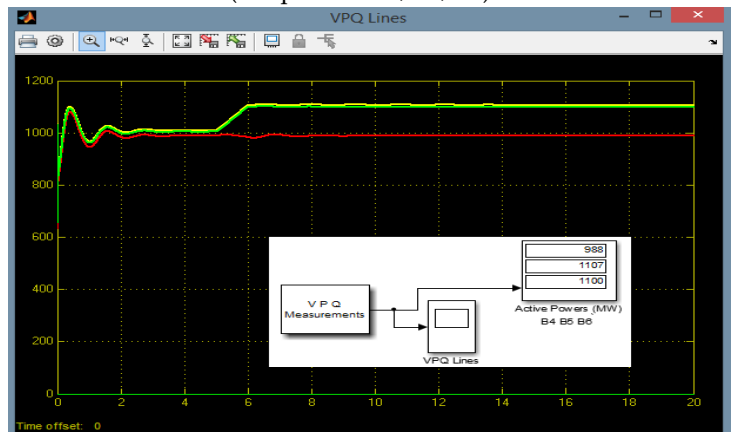 VPQ Lines
1200
1000
800
600
400
200
0
0 2 4 6 8 10 12 14 16 18 20
Time offset: 0
V P Q
Measurements
VPQ Lines
988
1107
1100
Active Powers (MW)
B4 B5 B6